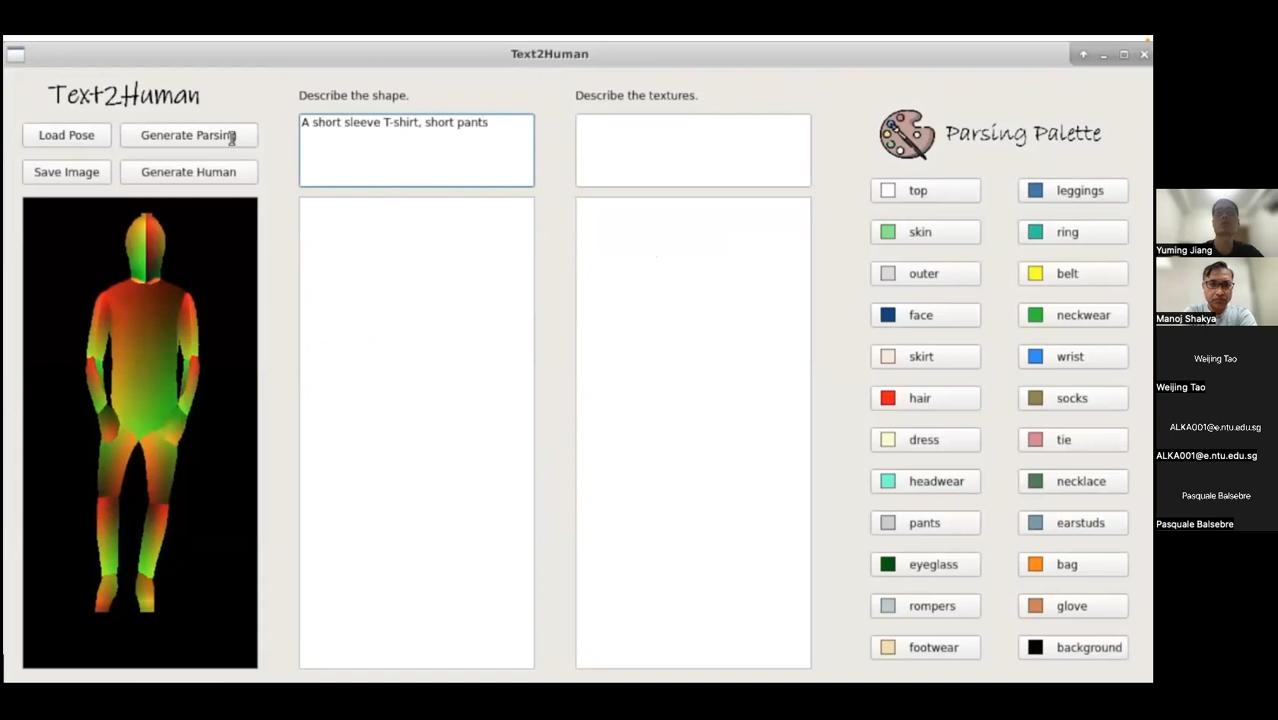 Text2Human
Text2Human
Load Pose
Generate Parsing
Save Image
Generate Human
Describe the shape.
A short sleeve T-shirt, short pants
Describe the textures.
Parsing Palette
top
leggings
skin
ring
outer
belt
face
neckwear
skirt
wrist
hair
socks
dress
tie
headwear
necklace
pants
earstuds
eyeglass
bag
rompers
glove
footwear
background
Yuming Jiang
Manoj Shakya
Weijing Tao
Weijing Tao
ALKA001@e.ntu.edu.sg
ALKA001@e.ntu.edu.sg
Pasquale Balsebre
Pasquale Balsebre